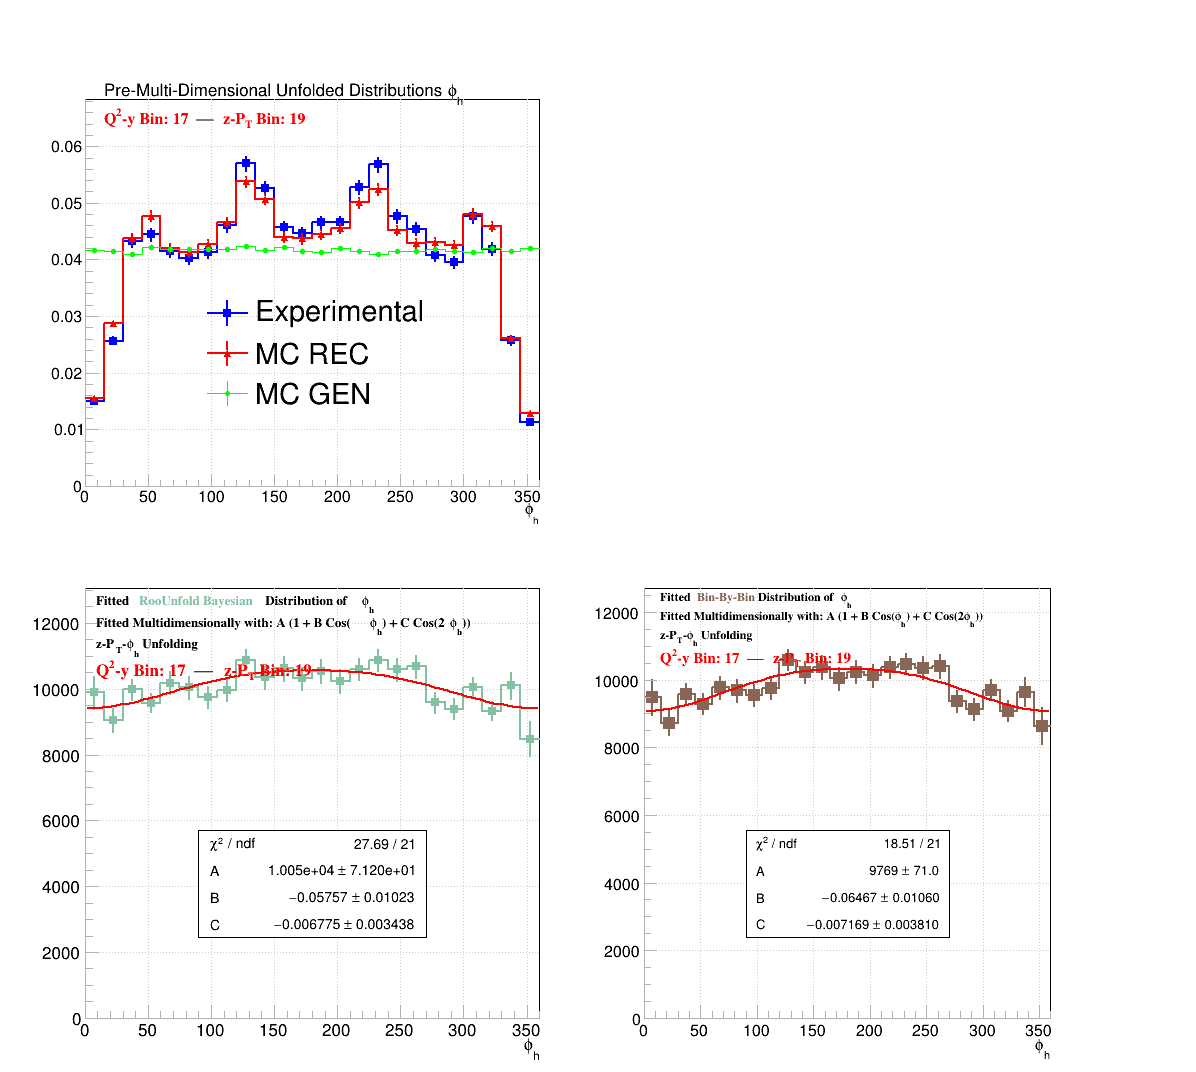 Pre-Multi-Dimensional Unfolded Distributions ϕh
Q2-y Bin: 17 — z-PT Bin: 19
0.06
0.05
0.04
0.03
0.02
0.01
0
Experimental
MC REC
MC GEN
0 50 100 150 200 250 300 350
ϕh
Fitted RooUnfold Bayesian Distribution of ϕh
Fitted Multidimensionally with: A (1 + B Cos( ϕh) + C Cos(2 ϕh))
z-PT-ϕh Unfolding
Q2-y Bin: 17 — z-PT Bin: 19
12000
10000
8000
6000
4000
2000
0
χ2 / ndf 27.69 / 21
A 1.005e+04 ± 7.120e+01
B −0.05757 ± 0.01023
C −0.006775 ± 0.003438
0 50 100 150 200 250 300 350
ϕh
Fitted Bin-By-Bin Distribution of ϕh
Fitted Multidimensionally with: A (1 + B Cos(ϕh) + C Cos(2ϕh))
z-PT-ϕh Unfolding
Q2-y Bin: 17 — z-PT Bin: 19
12000
10000
8000
6000
4000
2000
0
χ2 / ndf 18.51 / 21
A 9769 ± 71.0
B −0.06467 ± 0.01060
C −0.007169 ± 0.003810
0 50 100 150 200 250 300 350
ϕh